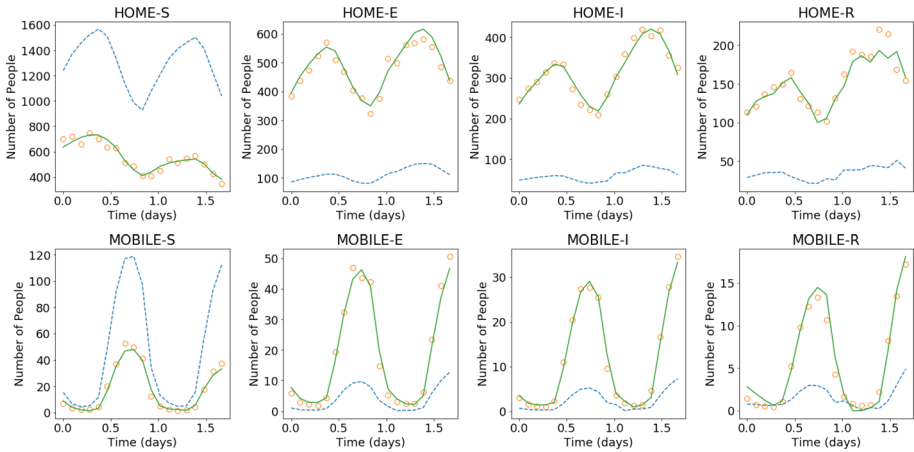 HOME-S
HOME-E
HOME-I
HOME-R
Number of People
1600
1400
1200
1000
800
600
400
0.0 0.5 1.0 1.5
Time (days)
Number of People
600
500
400
300
200
100
0.0 0.5 1.0 1.5
Time (days)
Number of People
400
300
200
100
0.0 0.5 1.0 1.5
Time (days)
Number of People
200
150
100
50
0.0 0.5 1.0 1.5
Time (days)
MOBILE-S
MOBILE-E
MOBILE-I
MOBILE-R
Number of People
120
100
80
60
40
20
0
0.0 0.5 1.0 1.5
Time (days)
Number of People
50
40
30
20
10
0
0.0 0.5 1.0 1.5
Time (days)
Number of People
30
20
10
0
0.0 0.5 1.0 1.5
Time (days)
Number of People
15
10
5
0
0.0 0.5 1.0 1.5
Time (days)